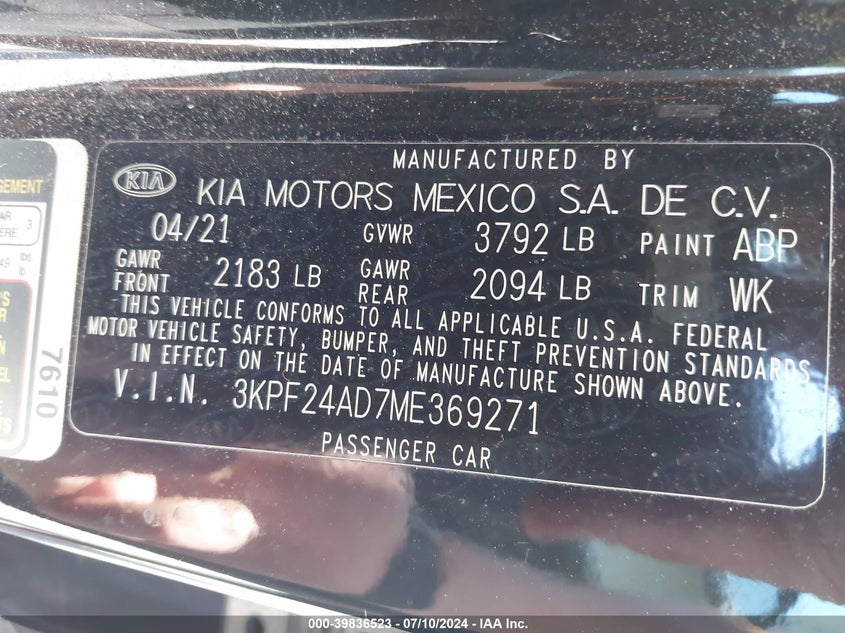 MANUFACTURED BY
KIA
KIA MOTORS MEXICO S.A. DE C.V.
04/21 GVWR 3792 LB PAINT ABP
GAWR FRONT 2183 LB GAWR REAR 2094 LB TRIM WK
THIS VEHICLE CONFORMS TO ALL APPLICABLE U.S.A. FEDERAL
MOTOR VEHICLE SAFETY, BUMPER, AND THEFT PREVENTION STANDARDS
IN EFFECT ON THE DATE OF MANUFACTURE SHOWN ABOVE.
V.I.N. 3KPF24AD7ME369271
PASSENGER CAR
3
lbs.
7610
000-39836523 - 07/10/2024 - IAA Inc.